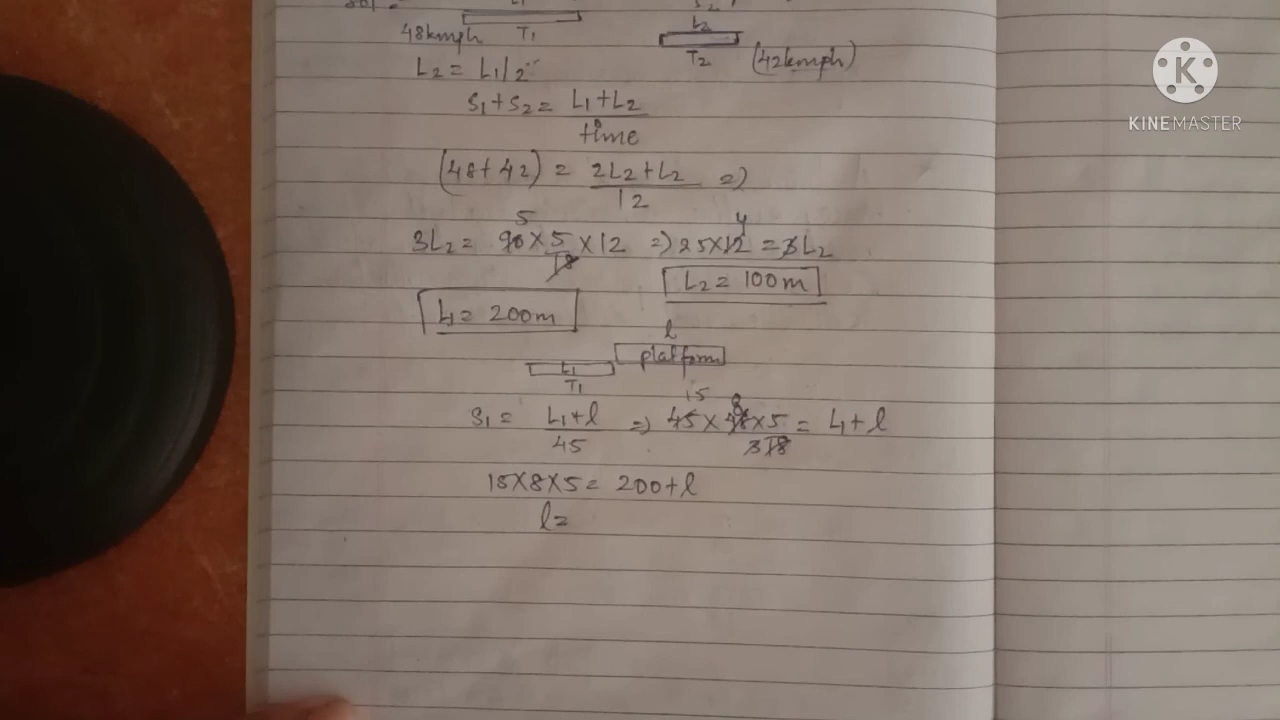 48kmph T₁
L₂
T₂ (42kmph)
L₂ = L₁/2
S₁+S₂ = L₁+L₂
time
(48+42) = 2L₂+L₂ =>
12
5 4
3L₂ = 90×5/18 ×12 => 25×12 = 3L₂
L₂ = 100m
L₁ = 200m
l
platform
L₁
T₁
15 8
S₁ = L₁+l/45 => 45×48×5/3 18 = L₁+l
15×8×5 = 200+l
l=
K
KINEMASTER